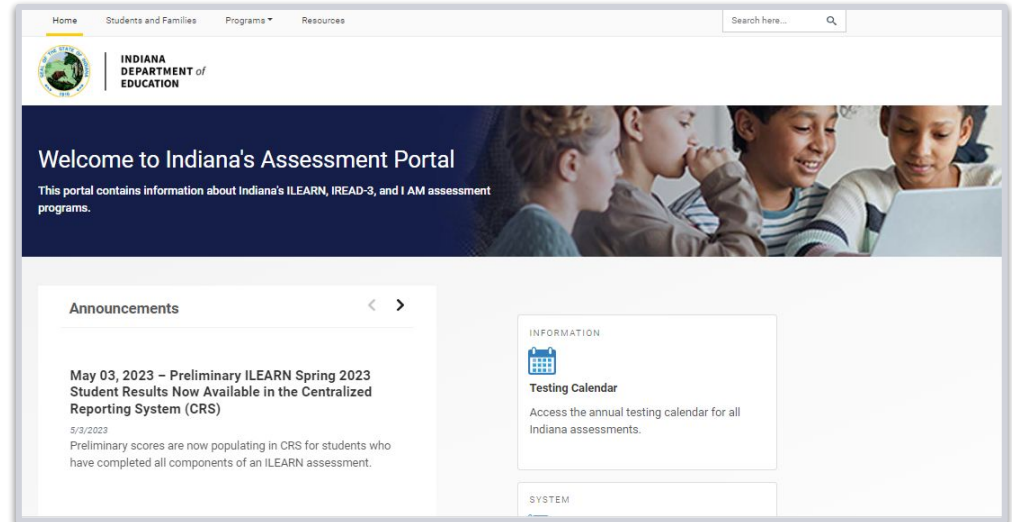 Home Students and Families Programs Resources Search here...
INDIANA
DEPARTMENT of
EDUCATION
Welcome to Indiana's Assessment Portal
This portal contains information about Indiana's ILEARN, IREAD-3, and I AM assessment
programs.
Announcements
May 03, 2023 – Preliminary ILEARN Spring 2023
Student Results Now Available in the Centralized
Reporting System (CRS)
5/3/2023
Preliminary scores are now populating in CRS for students who
have completed all components of an ILEARN assessment.
INFORMATION
Testing Calendar
Access the annual testing calendar for all
Indiana assessments.
SYSTEM